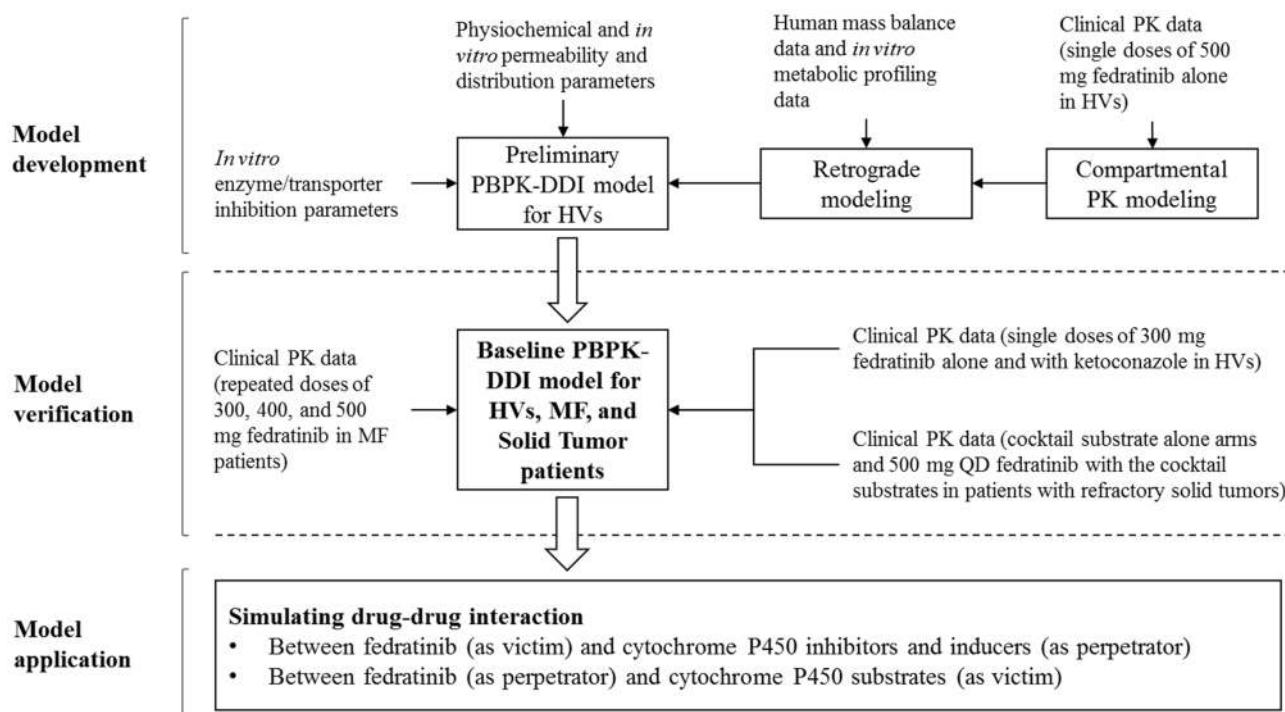 Model
development
Physiochemical and in
vitro permeability and
distribution parameters
Human mass balance
data and in vitro
metabolic profiling
data
Clinical PK data
(single doses of 500
mg fedratinib alone
in HVs)
In vitro
enzyme/transporter
inhibition parameters
Preliminary
PBPK-DDI model
for HVs
Retrograde
modeling
Compartmental
PK modeling
Model
verification
Clinical PK data
(repeated doses of
300, 400, and 500
mg fedratinib in MF
patients)
Baseline PBPK-
DDI model for
HVs, MF, and
Solid Tumor
patients
Clinical PK data (single doses of 300 mg
fedratinib alone and with ketoconazole in HVs)
Clinical PK data (cocktail substrate alone arms
and 500 mg QD fedratinib with the cocktail
substrates in patients with refractory solid tumors)
Model
application
Simulating drug-drug interaction
• Between fedratinib (as victim) and cytochrome P450 inhibitors and inducers (as perpetrator)
• Between fedratinib (as perpetrator) and cytochrome P450 substrates (as victim)